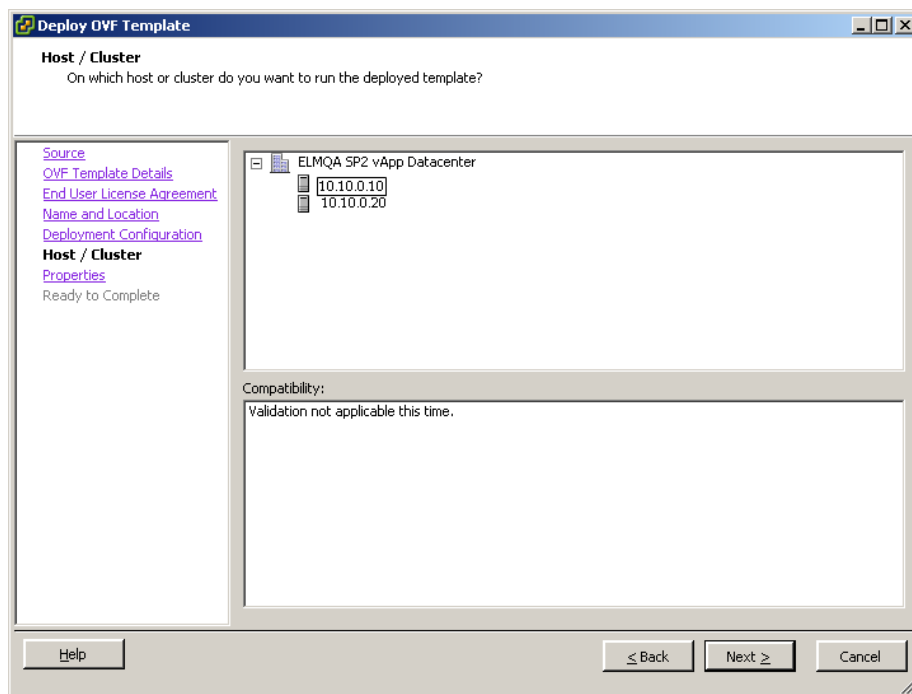 Deploy OVF Template
Host / Cluster
On which host or cluster do you want to run the deployed template?
Source
OVF Template Details
End User License Agreement
Name and Location
Deployment Configuration
Host / Cluster
Properties
Ready to Complete
ELMQA SP2 vApp Datacenter
10.10.0.10
10.10.0.20
Compatibility:
Validation not applicable this time.
Help
< Back
Next >
Cancel